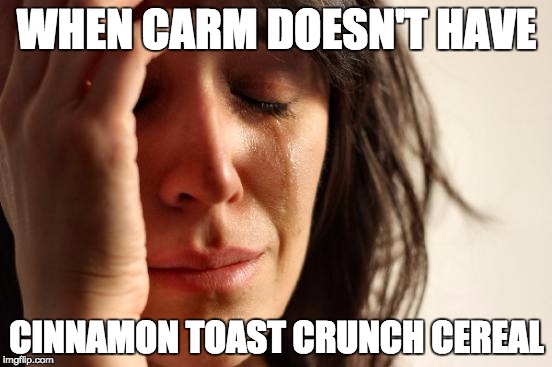 WHEN CARM DOESN'T HAVE
CINNAMON TOAST CRUNCH CEREAL
imgflip.com